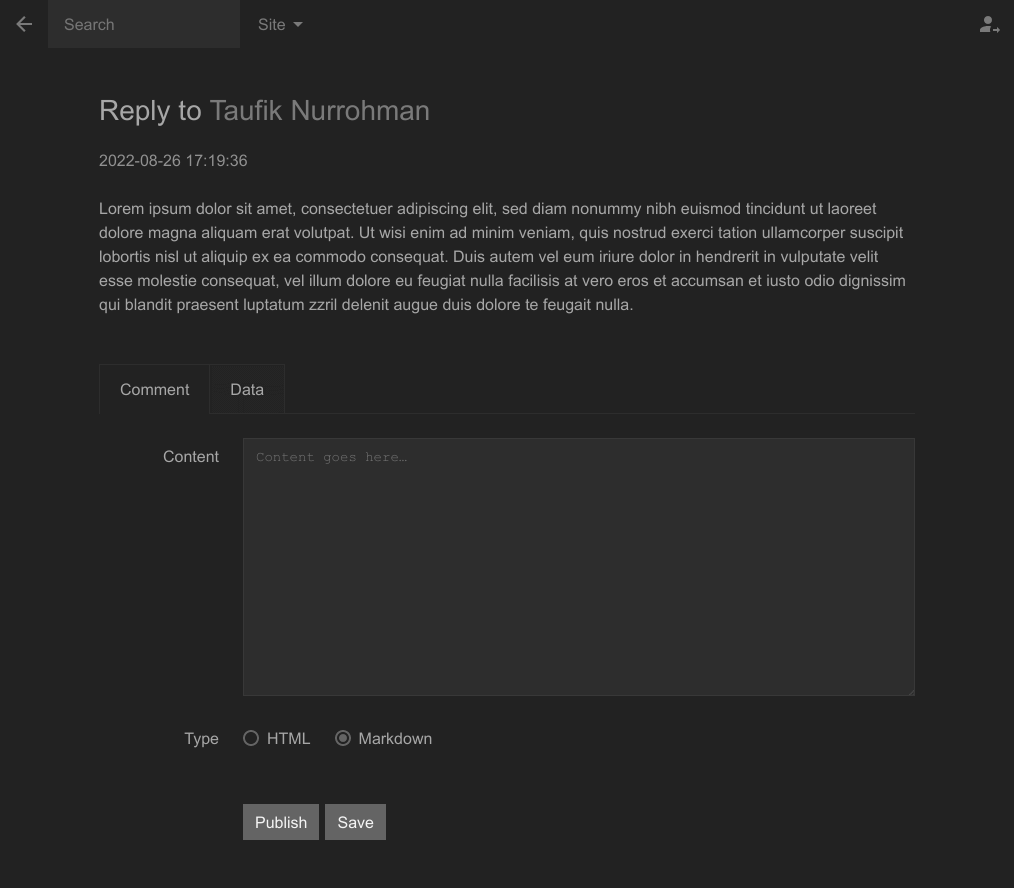 Search
Site
Reply to Taufik Nurrohman
2022-08-26 17:19:36
Lorem ipsum dolor sit amet, consectetuer adipiscing elit, sed diam nonummy nibh euismod tincidunt ut laoreet
dolore magna aliquam erat volutpat. Ut wisi enim ad minim veniam, quis nostrud exerci tation ullamcorper suscipit
lobortis nisl ut aliquip ex ea commodo consequat. Duis autem vel eum iriure dolor in hendrerit in vulputate velit
esse molestie consequat, vel illum dolore eu feugiat nulla facilisis at vero eros et accumsan et iusto odio dignissim
qui blandit praesent luptatum zzril delenit augue duis dolore te feugait nulla.
Comment
Data
Content
Content goes here…
Type
HTML
Markdown
Publish
Save